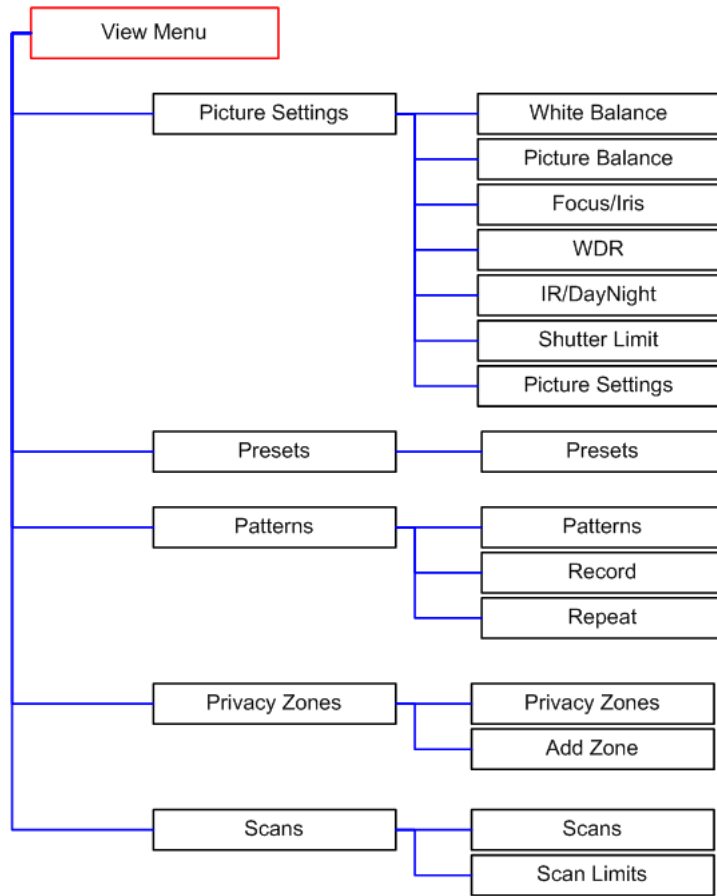 View Menu
Picture Settings
White Balance
Picture Balance
Focus/Iris
WDR
IR/DayNight
Shutter Limit
Picture Settings
Presets
Presets
Patterns
Patterns
Record
Repeat
Privacy Zones
Privacy Zones
Add Zone
Scans
Scans
Scan Limits